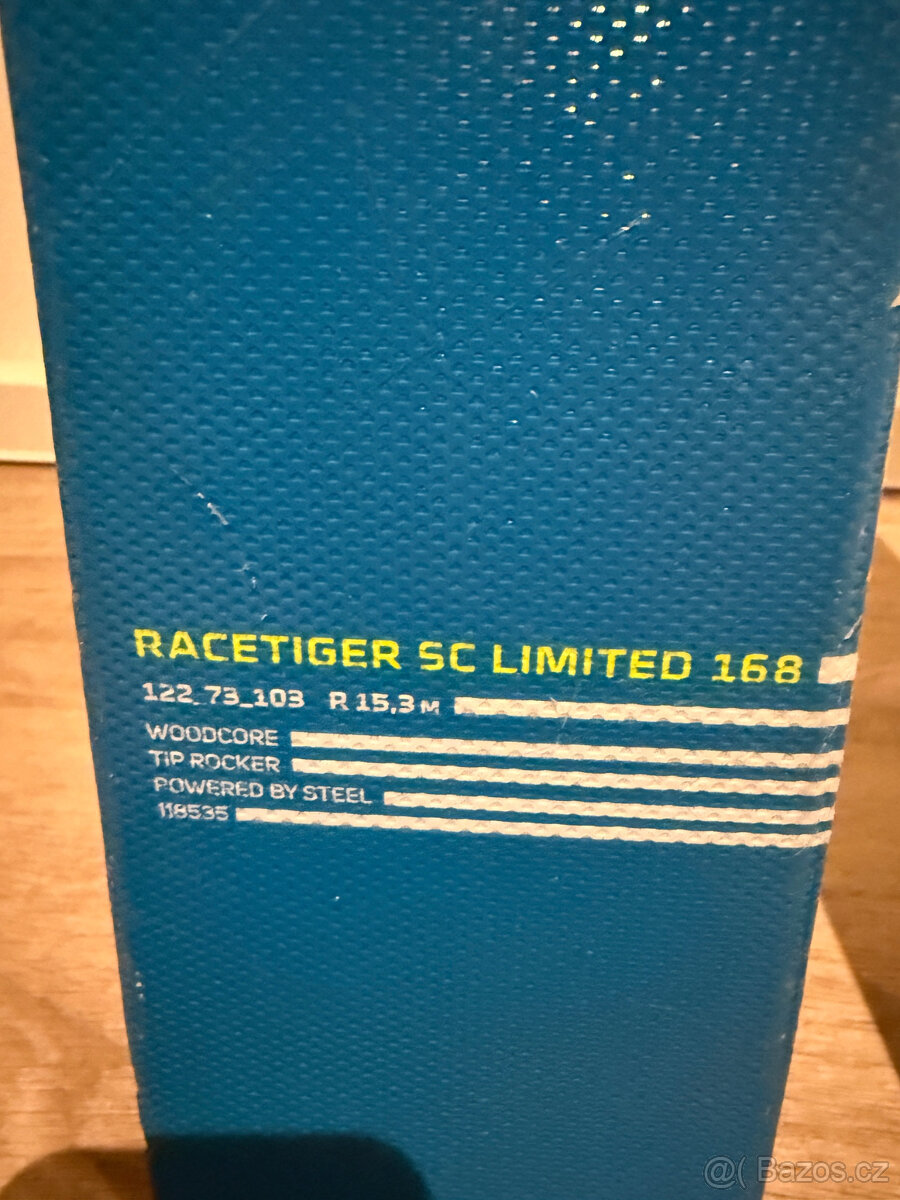 RACETIGER SC LIMITED 168
122_73_103 R 15,3 M
WOODCORE
TIP ROCKER
POWERED BY STEEL
118535
@( Bazos.cz